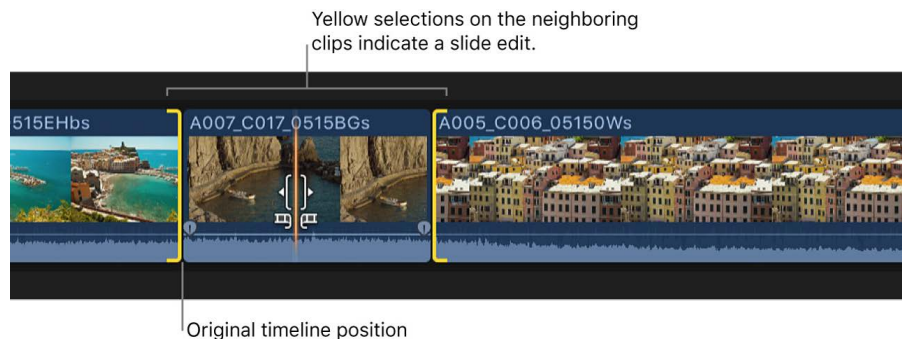 Yellow selections on the neighboring
clips indicate a slide edit.
515EHbs
A007_C017_0515BGs
A005_C006_05150Ws
Original timeline position